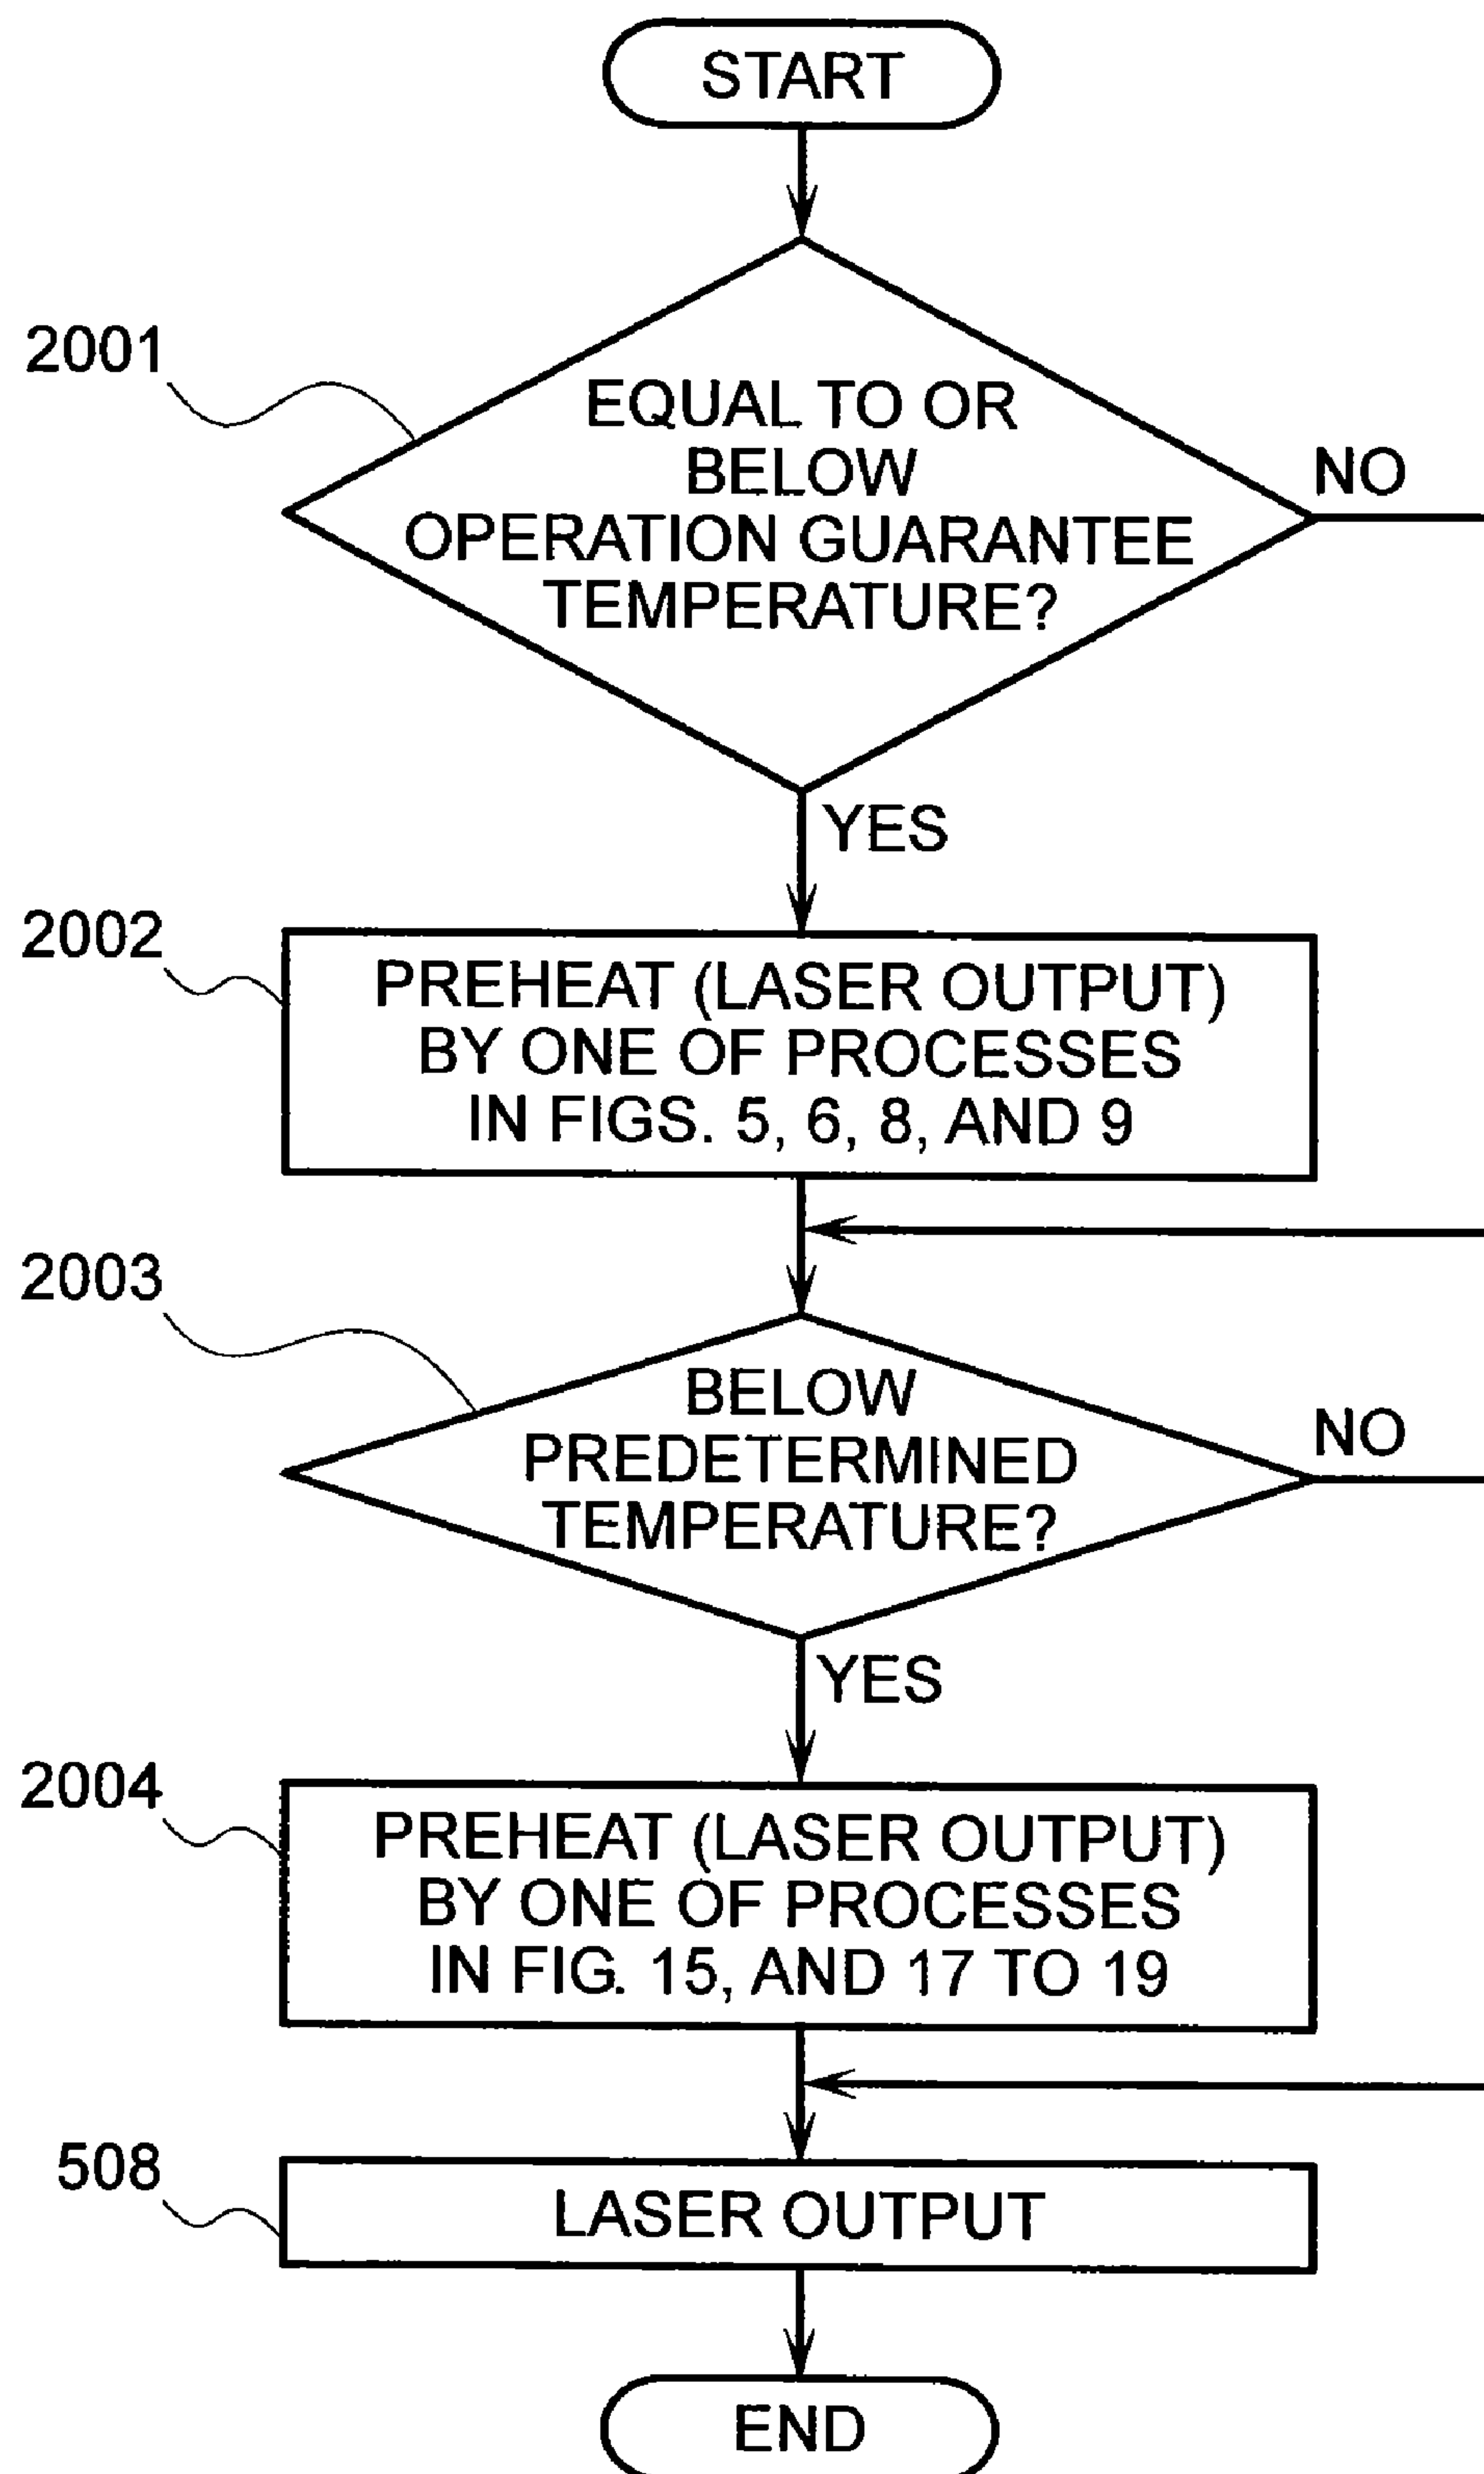 START
2001
EQUAL TO OR
BELOW
OPERATION GUARANTEE
TEMPERATURE?
NO
YES
2002
PREHEAT (LASER OUTPUT)
BY ONE OF PROCESSES
IN FIGS. 5, 6, 8, AND 9
2003
BELOW
PREDETERMINED
TEMPERATURE?
NO
YES
2004
PREHEAT (LASER OUTPUT)
BY ONE OF PROCESSES
IN FIG. 15, AND 17 TO 19
508
LASER OUTPUT
END